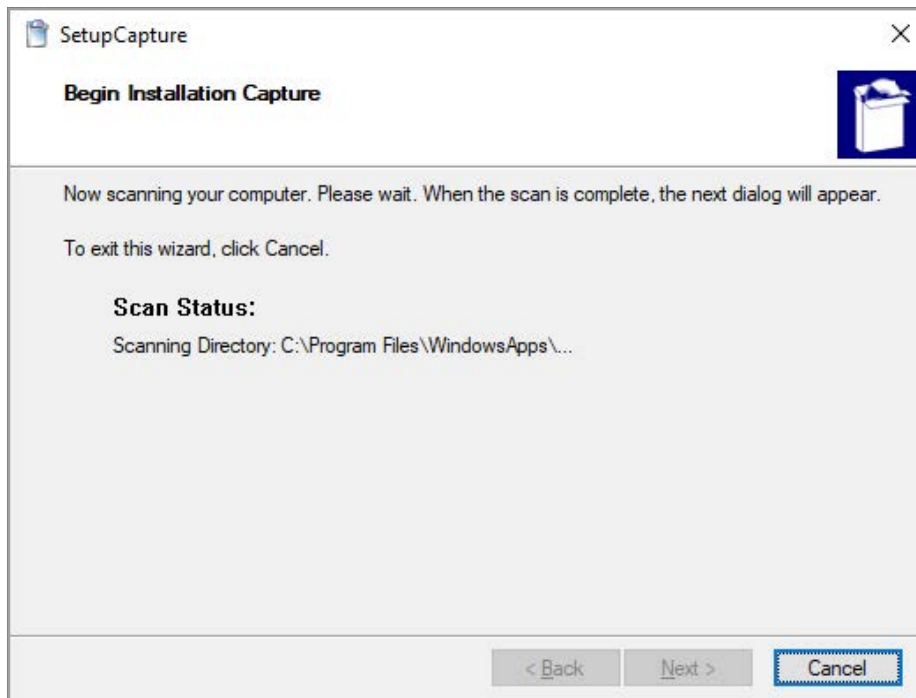 SetupCapture
Begin Installation Capture
Now scanning your computer. Please wait. When the scan is complete, the next dialog will appear.
To exit this wizard, click Cancel.
Scan Status:
Scanning Directory: C:\Program Files\WindowsApps\...
< Back Next > Cancel